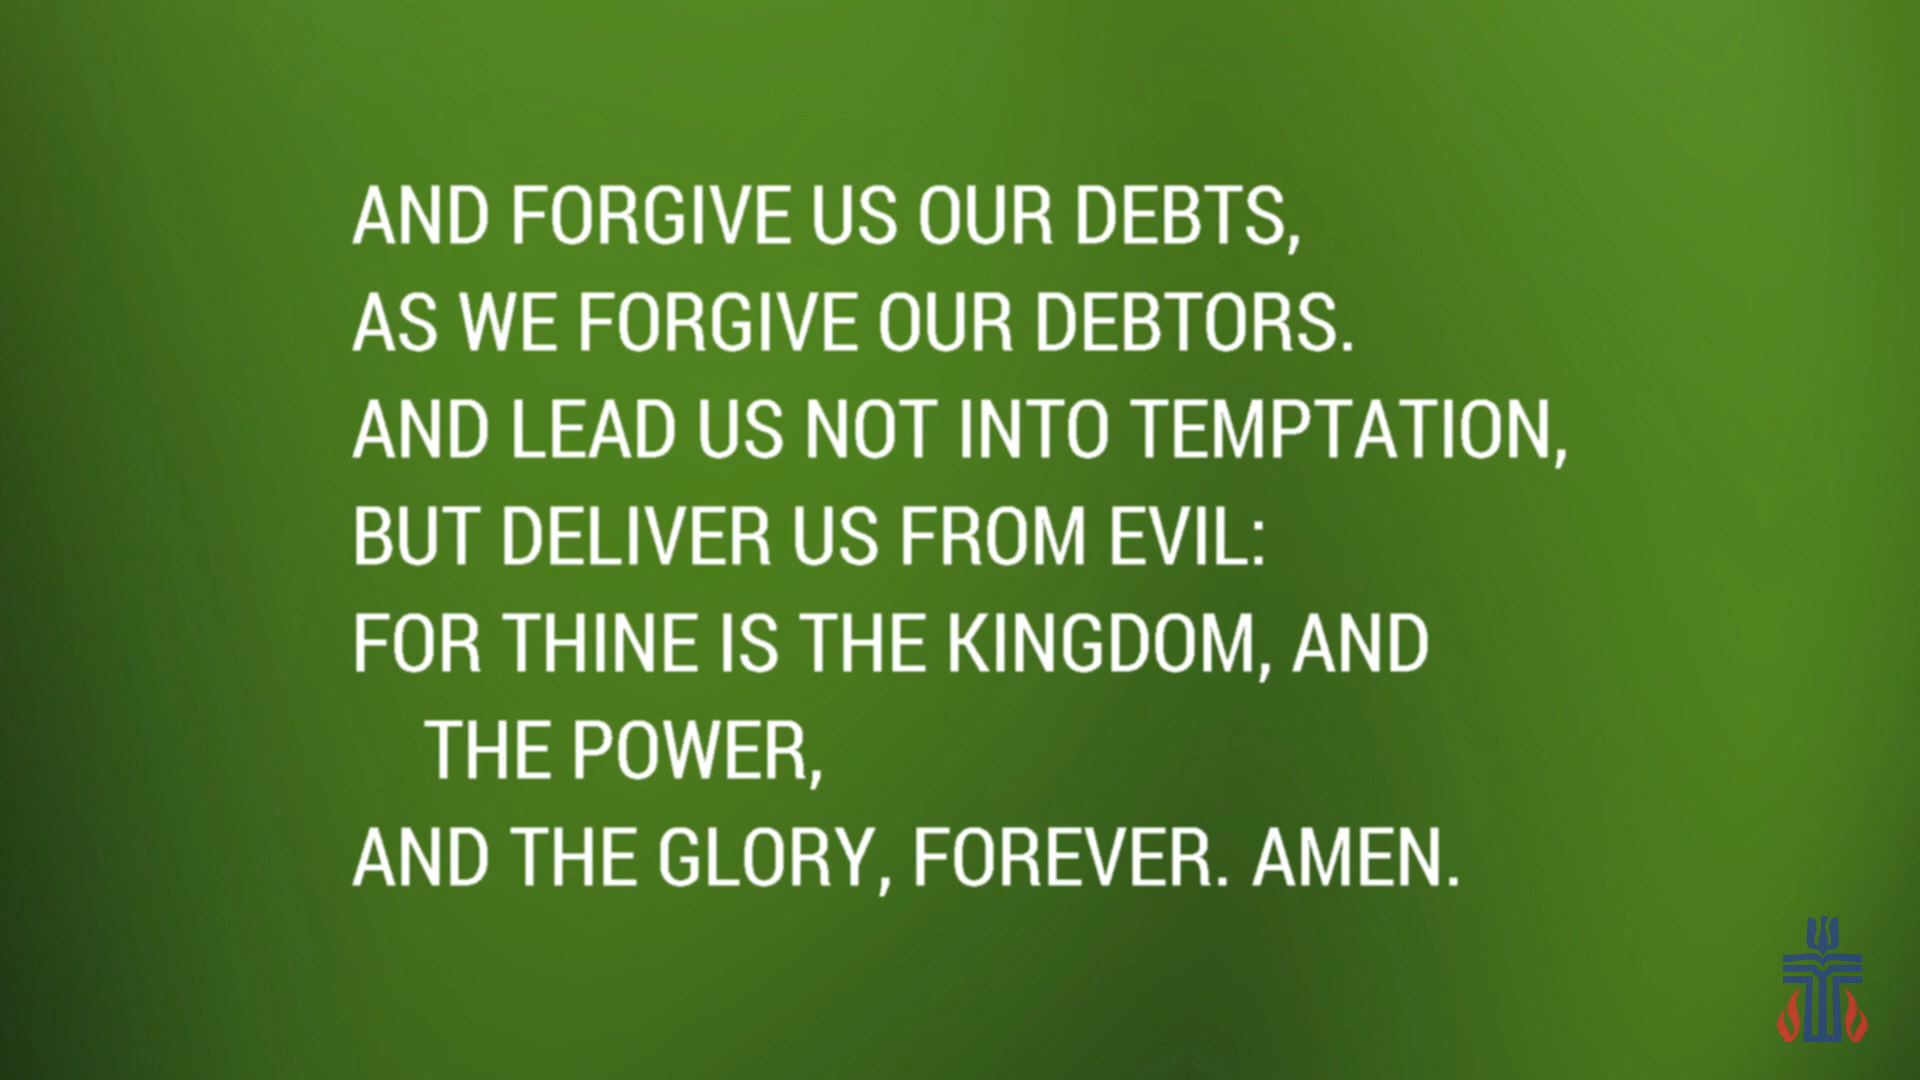 AND FORGIVE US OUR DEBTS,
AS WE FORGIVE OUR DEBTORS.
AND LEAD US NOT INTO TEMPTATION,
BUT DELIVER US FROM EVIL:
FOR THINE IS THE KINGDOM, AND
THE POWER,
AND THE GLORY, FOREVER. AMEN.